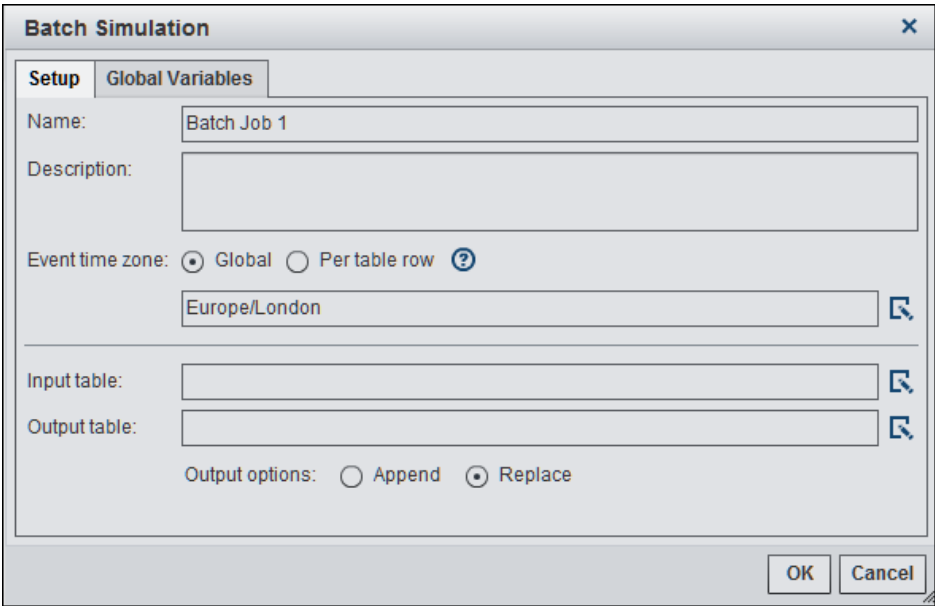 Batch Simulation
Setup Global Variables
Name: Batch Job 1
Description:
Event time zone: Global Per table row ?
Europe/London
Input table:
Output table:
Output options: Append Replace
OK Cancel